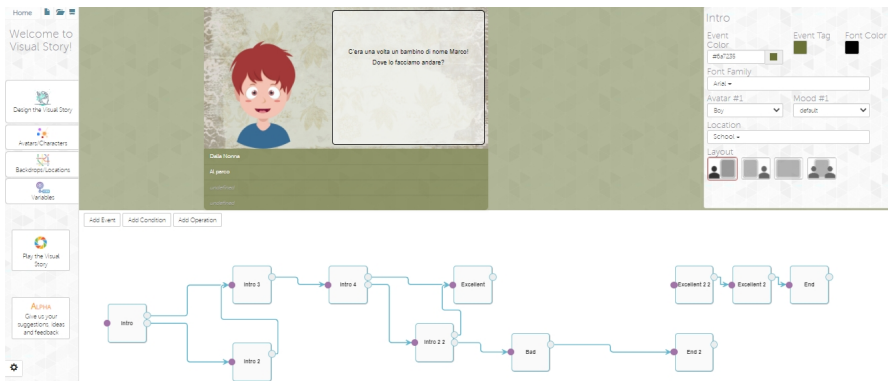 Home
Welcome to
Visual Story!
Design the Visual Story
Avatars/Characters
Backdrops/Locations
Variables
Play the Visual
Story
ALPHA
Give us your
suggestions, ideas
and feedback
C'era una volta un bambino di nome Marco!
Dove lo facciamo andare?
Dalla Nonna
Al parco
undefined
undefined
Intro
Event
Color
Event Tag
Font Color
#6a7235
Font Family
Arial
Avatar #1
Mood #1
Boy
default
Location
School
Layout
Add Event
Add Condition
Add Operation
Intro
Intro 3
Intro 2
Intro 4
Excellent
Intro 2 2
Bad
End 2
Excellent 2 2
Excellent 2
End